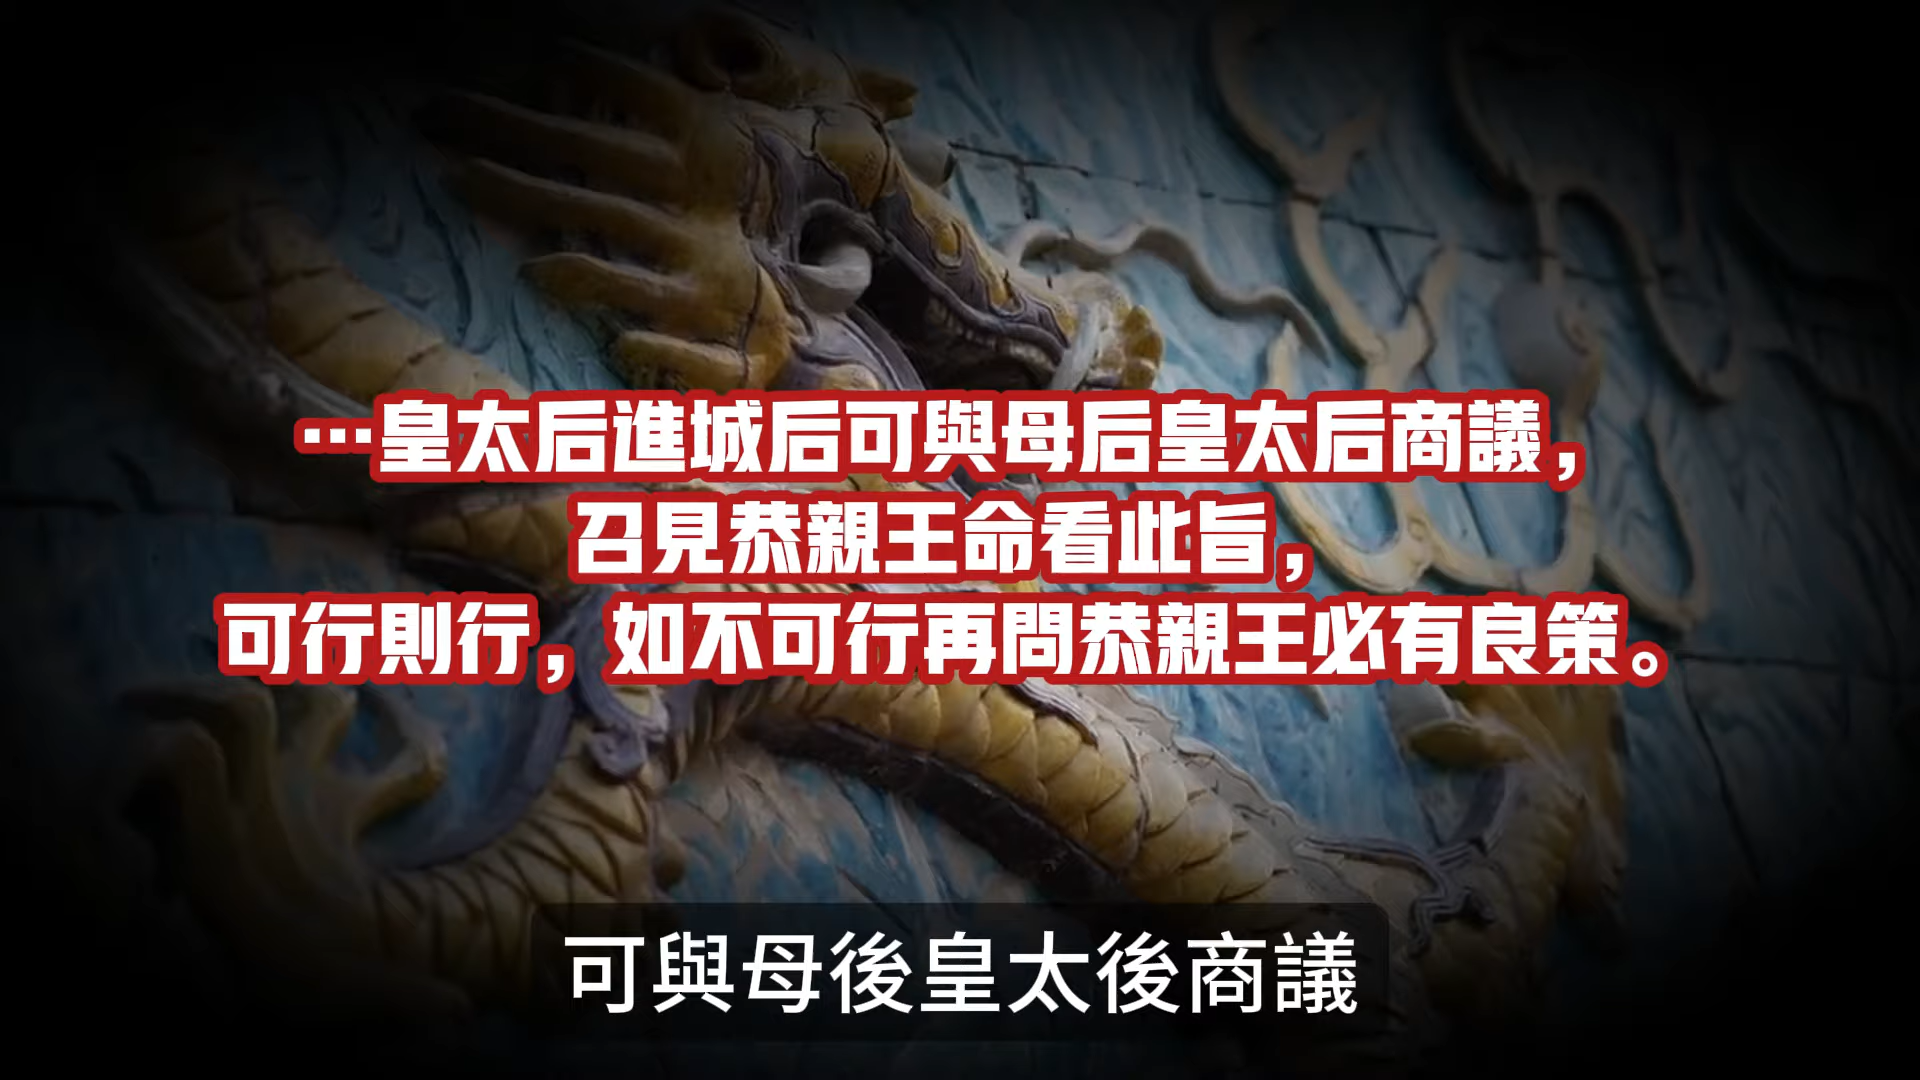 …皇太后進城后可與母后皇太后商議，
召見恭親王命看此旨，
可行則行，如不可行再問恭親王必有良策。
可與母後皇太後商議